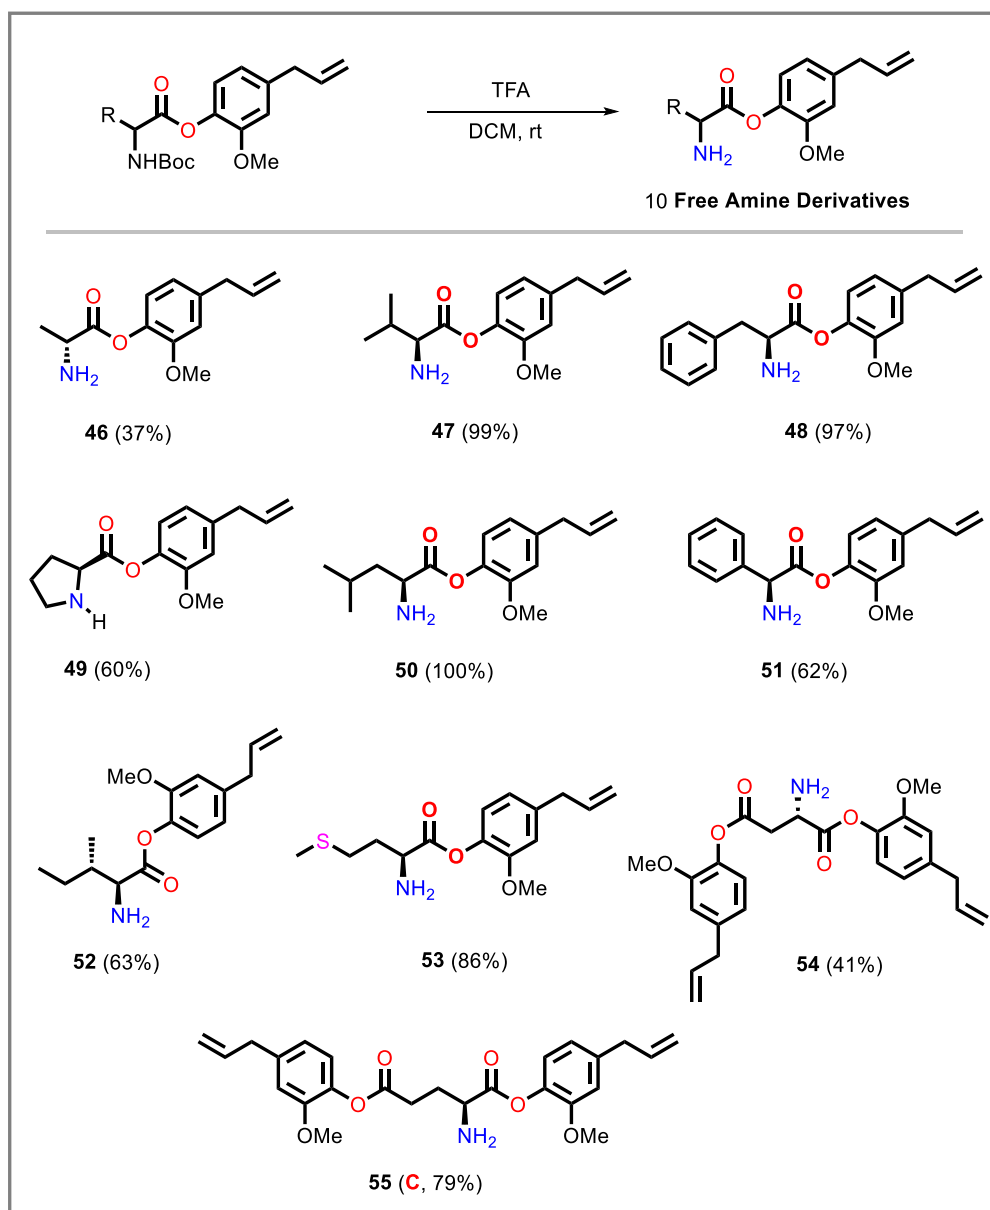 O
R
O
NHBoc
OMe
TFA
DCM, rt
O
R
O
NH2
OMe
10 Free Amine Derivatives
O
O
NH2
OMe
46 (37%)
O
O
NH2
OMe
47 (99%)
O
O
NH2
OMe
48 (97%)
O
O
N
H
OMe
49 (60%)
O
O
NH2
OMe
50 (100%)
O
O
NH2
OMe
51 (62%)
MeO
O
O
NH2
52 (63%)
S
O
O
NH2
OMe
53 (86%)
O
NH2
OMe
O
O
O
MeO
54 (41%)
O
O
O
O
OMe
NH2
OMe
55 (C, 79%)